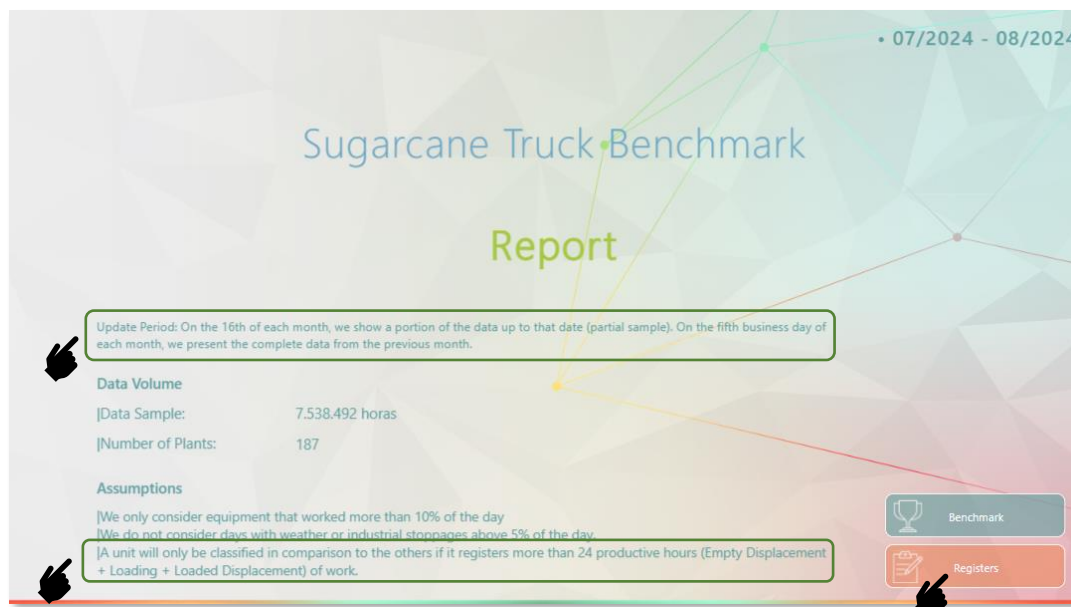 • 07/2024 - 08/2024
Sugarcane Truck Benchmark
Report
Update Period: On the 16th of each month, we show a portion of the data up to that date (partial sample). On the fifth business day of
each month, we present the complete data from the previous month.
Data Volume
|Data Sample: 7.538.492 horas
|Number of Plants: 187
Assumptions
|We only consider equipment that worked more than 10% of the day
|We do not consider days with weather or industrial stoppages above 5% of the day.
|A unit will only be classified in comparison to the others if it registers more than 24 productive hours (Empty Displacement
+ Loading + Loaded Displacement) of work.
Benchmark
Registers